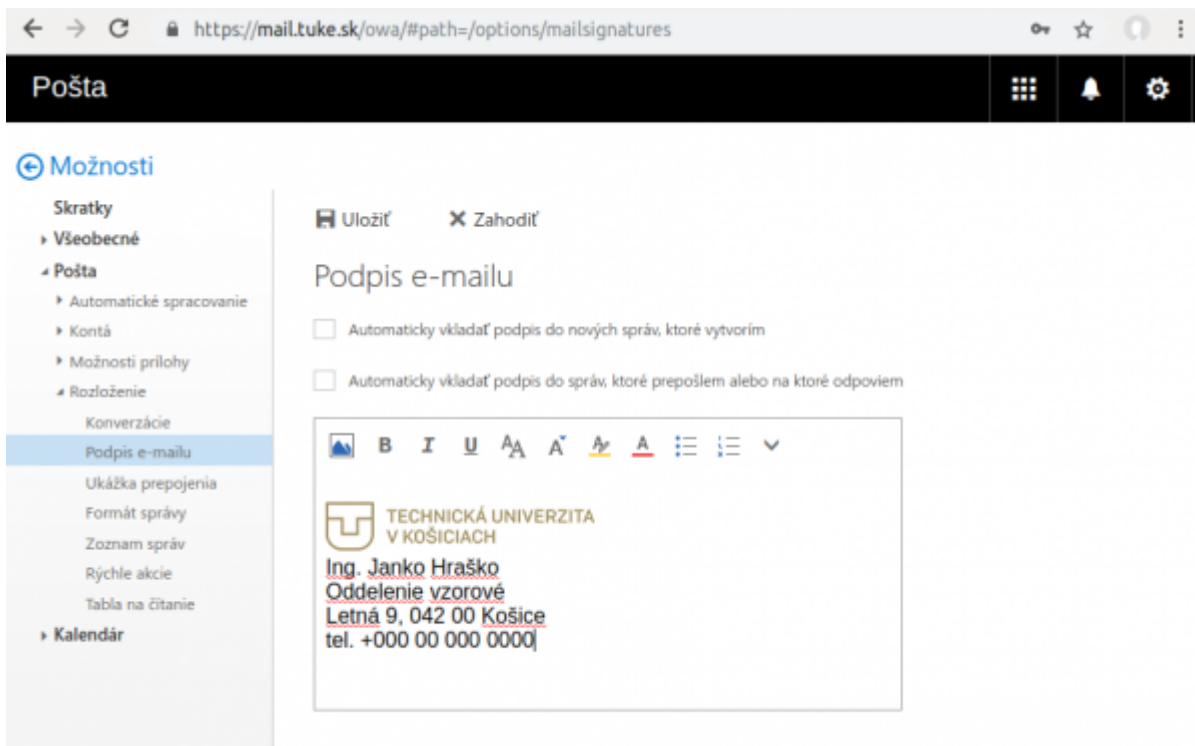 https://mail.tuke.sk/owa/#path=/options/mailsignatures
Pošta
Možnosti
Skratky
Všeobecné
Pošta
Automatické spracovanie
Kontá
Možnosti prílohy
Rozloženie
Konverzácie
Podpis e-mailu
Ukážka prepojenia
Formát správy
Zoznam správ
Rýchle akcie
Tabla na čítanie
Kalendár
Uložiť Zahodiť
Podpis e-mailu
Automaticky vkladať podpis do nových správ, ktoré vytvorím
Automaticky vkladať podpis do správ, ktoré prepošlem alebo na ktoré odpoviem
TECHNICKÁ UNIVERZITA
V KOŠICIACH
Ing. Janko Hraško
Oddelenie vzorové
Letná 9, 042 00 Košice
tel. +000 00 000 0000